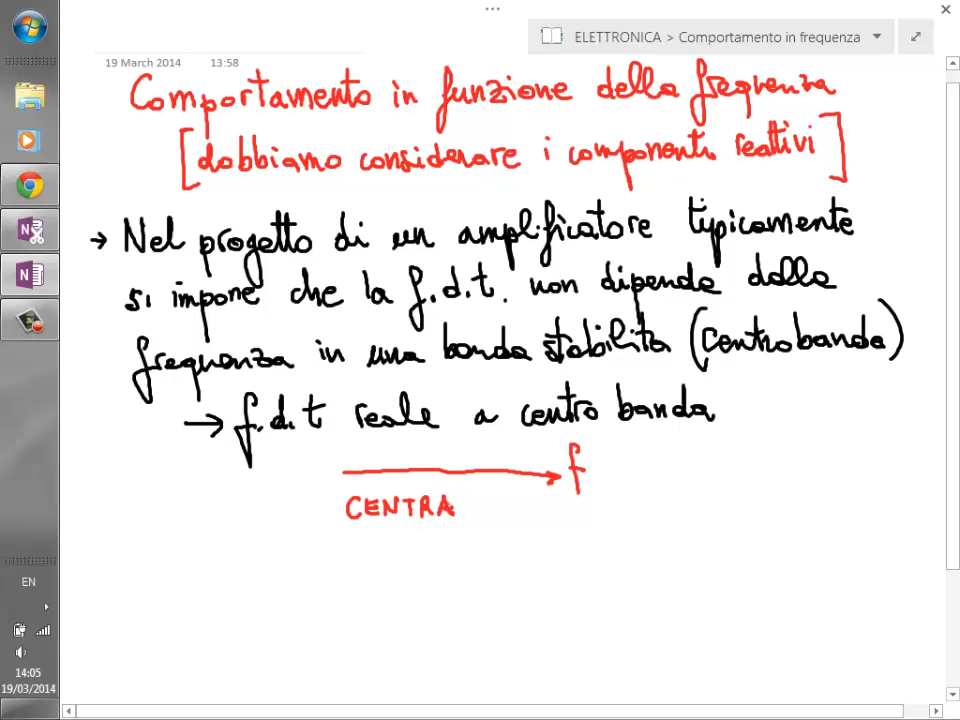 ELETTRONICA > Comportamento in frequenza
19 March 2014 13:58
Comportamento in funzione della frequenza
[dobbiamo considerare i componenti reattivi]
→ Nel progetto di un amplificatore tipicamente
si impone che la f.d.t. non dipenda dalla
frequenza in una banda stabilita (centrobanda)
→ f.d.t reale a centro banda
f
CENTRA
EN
14:05
19/03/2014